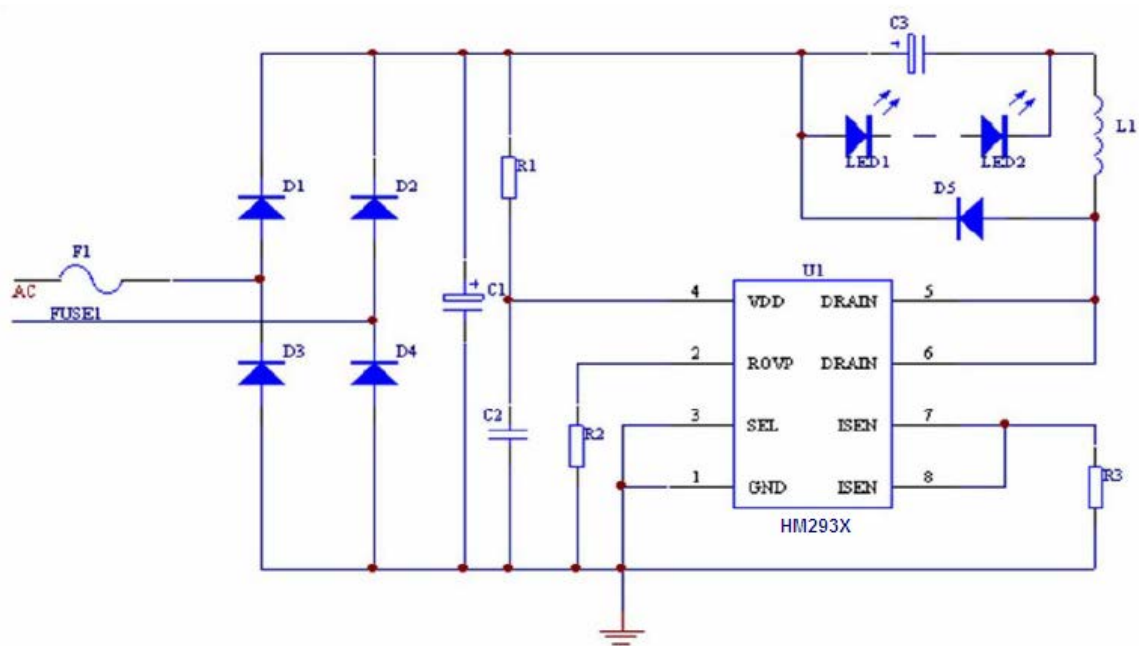 C3
L1
LED1
LED2
D5
R1
D1
D2
F1
AC
FUSE1
C1
U1
4 VDD DRAIN 5
D3
D4
2 ROVP DRAIN 6
C2
R2
3 SEL ISEN 7
R3
1 GND ISEN 8
HM293X